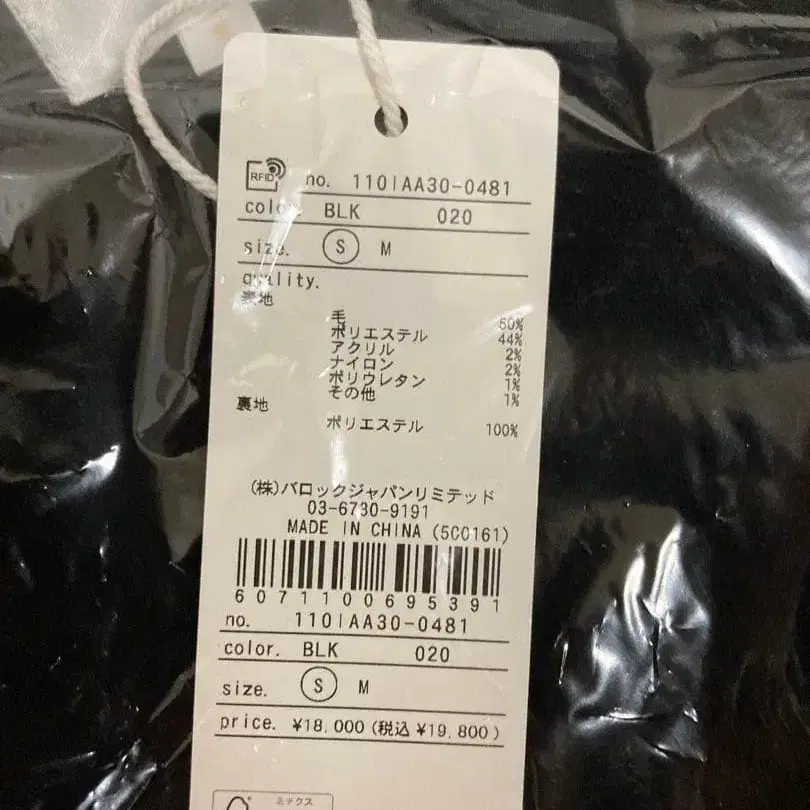 RFID no. 110IAA30-0481
color. BLK 020
size. S M
quality.
表地
毛 50%
ポリエステル 44%
アクリル 2%
ナイロン 2%
ポリウレタン 1%
その他 1%
裏地
ポリエステル 100%
(株)バロックジャパンリミテッド
03-6730-9191
MADE IN CHINA (5C0161)
6071100695391
no. 110IAA30-0481
color. BLK 020
size. S M
price. ¥18,000 (税込 ¥19,800)
ミックス